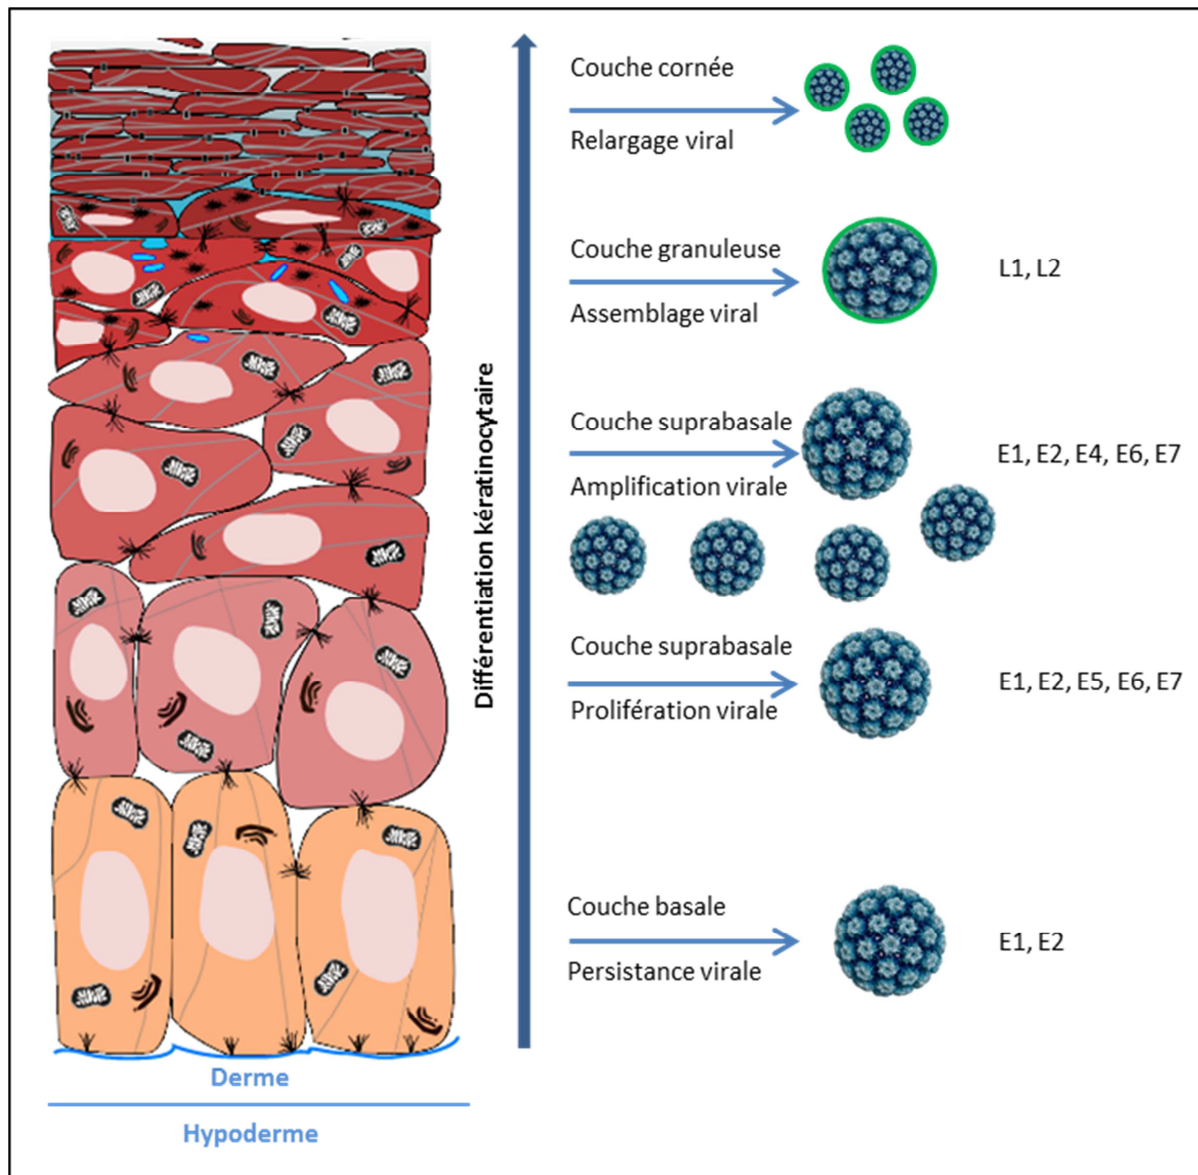 Couche cornée
Relargage viral
Couche granuleuse
L1, L2
Assemblage viral
Différentiation kératinocytaire
Couche suprabasale
E1, E2, E4, E6, E7
Amplification virale
Couche suprabasale
E1, E2, E5, E6, E7
Prolifération virale
Couche basale
E1, E2
Persistance virale
Derme
Hypoderme